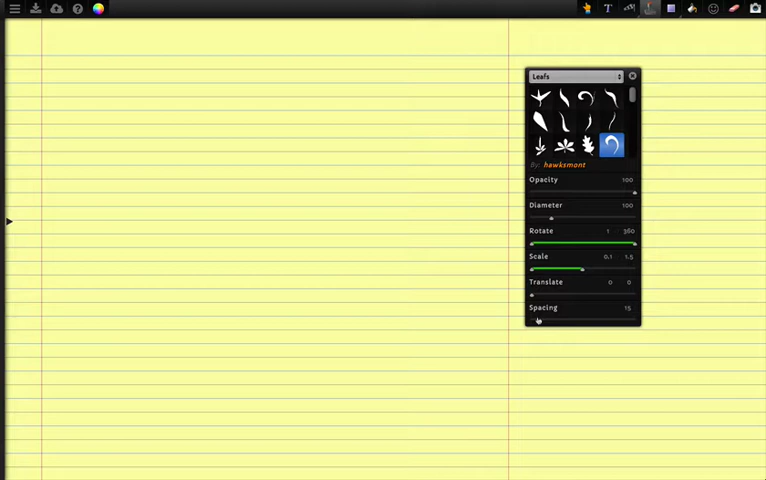 ?
T
Leafs
By: hawksmont
Opacity 100
Diameter 100
Rotate 1 360
Scale 0.1 1.5
Translate 0 0
Spacing 15